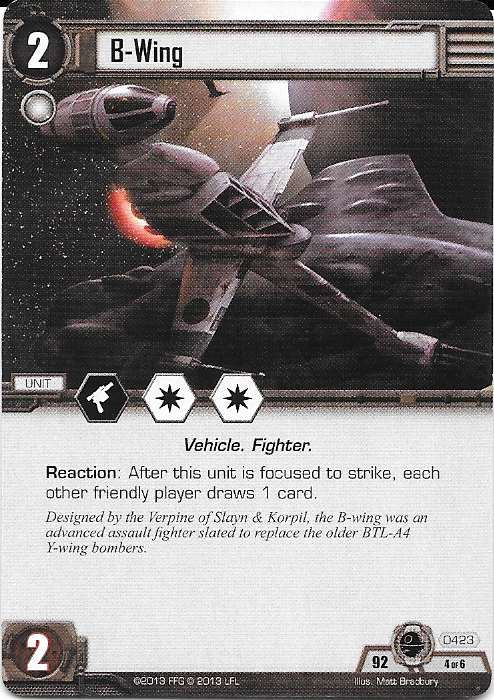 2
B-Wing
UNIT
Vehicle. Fighter.
Reaction: After this unit is focused to strike, each
other friendly player draws 1 card.
Designed by the Verpine of Slayn & Korpil, the B-wing was an
advanced assault fighter slated to replace the older BTL-A4
Y-wing bombers.
2
92
0423
4 OF 6
©2013 FFG © 2013 LFL
Illus. Matt Bradbury